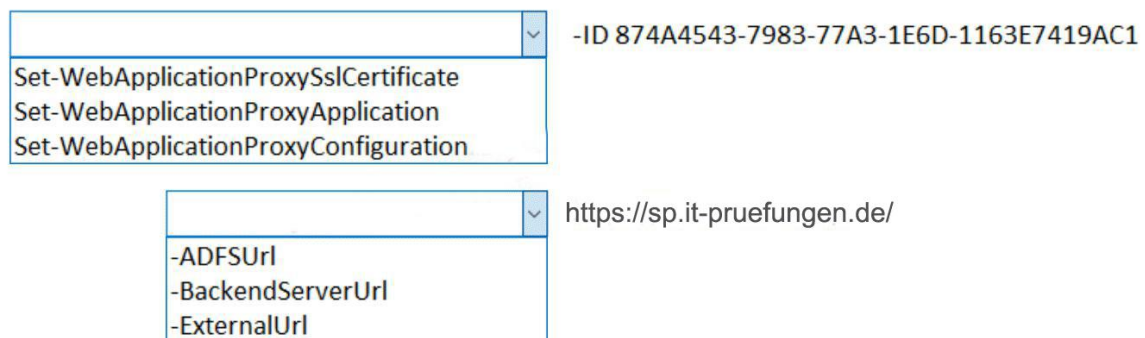 -ID 874A4543-7983-77A3-1E6D-1163E7419AC1
Set-WebApplicationProxySslCertificate
Set-WebApplicationProxyApplication
Set-WebApplicationProxyConfiguration
https://sp.it-pruefungen.de/
-ADFSUrl
-BackendServerUrl
-ExternalUrl